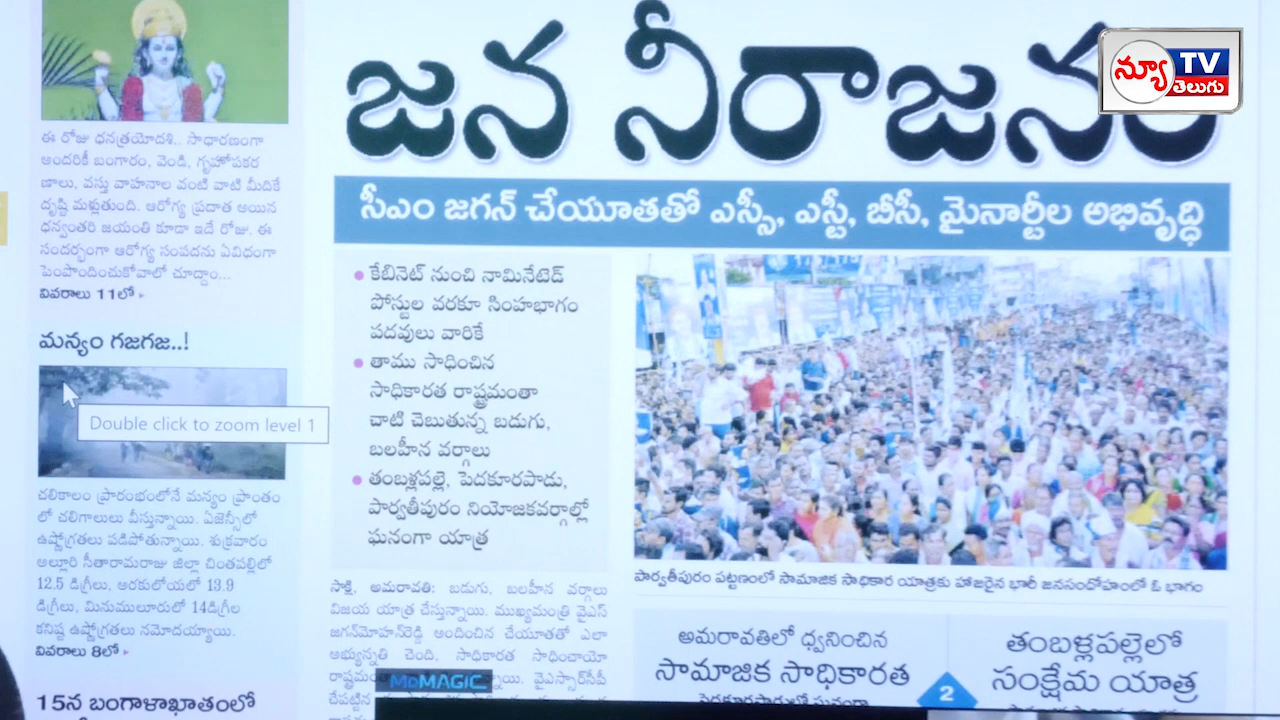 జన నీరాజనం
న్యూ TV తెలుగు
సీఎం జగన్ చేయూతతో ఎస్సీ, ఎస్టీ, బీసీ, మైనార్టీల అభివృద్ధి
ఈ రోజు ధనత్రయోదశి.. సాధారణంగా
అందరికీ బంగారం, వెండి, గృహోపకర
ణాలు, వస్తు వాహనాల వంటి వాటి మీదికే
దృష్టి మళ్లుతుంది. ఆరోగ్య ప్రదాత అయిన
ధన్వంతరి జయంతి కూడా ఇదే రోజు. ఈ
సందర్భంగా ఆరోగ్య సంపదను ఏవిధంగా
పెంపొందించుకోవాలో చూద్దాం...
వివరాలు 11లో
మన్యం గజగజ..!
Double click to zoom level 1
చలికాలం ప్రారంభంలోనే మన్యం ప్రాంతం
లో చలిగాలులు వీస్తున్నాయి. ఏజెన్సీలో
ఉష్ణోగ్రతలు పడిపోతున్నాయి. శుక్రవారం
అల్లూరి సీతారామరాజు జిల్లా చింతపల్లిలో
12.5 డిగ్రీలు, అరకులోయలో 13.9
డిగ్రీలు, మినుములూరులో 14డిగ్రీల
కనిష్ట ఉష్ణోగ్రతలు నమోదయ్యాయి.
వివరాలు 8లో
15న బంగాళాఖాతంలో
కేబినెట్ నుంచి నామినేటెడ్
పోస్టుల వరకూ సింహభాగం
పదవులు వారికే
తాము సాధించిన
సాధికారత రాష్ట్రమంతా
చాటి చెబుతున్న బడుగు,
బలహీన వర్గాలు
తంబళ్లపల్లె, పెదకూరపాడు,
పార్వతీపురం నియోజకవర్గాల్లో
ఘనంగా యాత్ర
సాక్షి, అమరావతి: బడుగు, బలహీన వర్గాలు
విజయ యాత్ర చేస్తున్నాయి. ముఖ్యమంత్రి వైఎస్
జగన్‌మోహన్‌రెడ్డి అందించిన చేయూతతో ఎలా
అభ్యున్నతి చెంది, సాధికారత సాధించాయో
MOMAGIC
న్నాయి. వైఎస్సార్‌సీపీ
చేపట్టిన
పార్వతీపురం పట్టణంలో సామాజిక సాధికార యాత్రకు హాజరైన భారీ జనసందోహంలో ఓ భాగం
అమరావతిలో ధ్వనించిన
సామాజిక సాధికారత
2
తంబళ్లపల్లెలో
సంక్షేమ యాత్ర